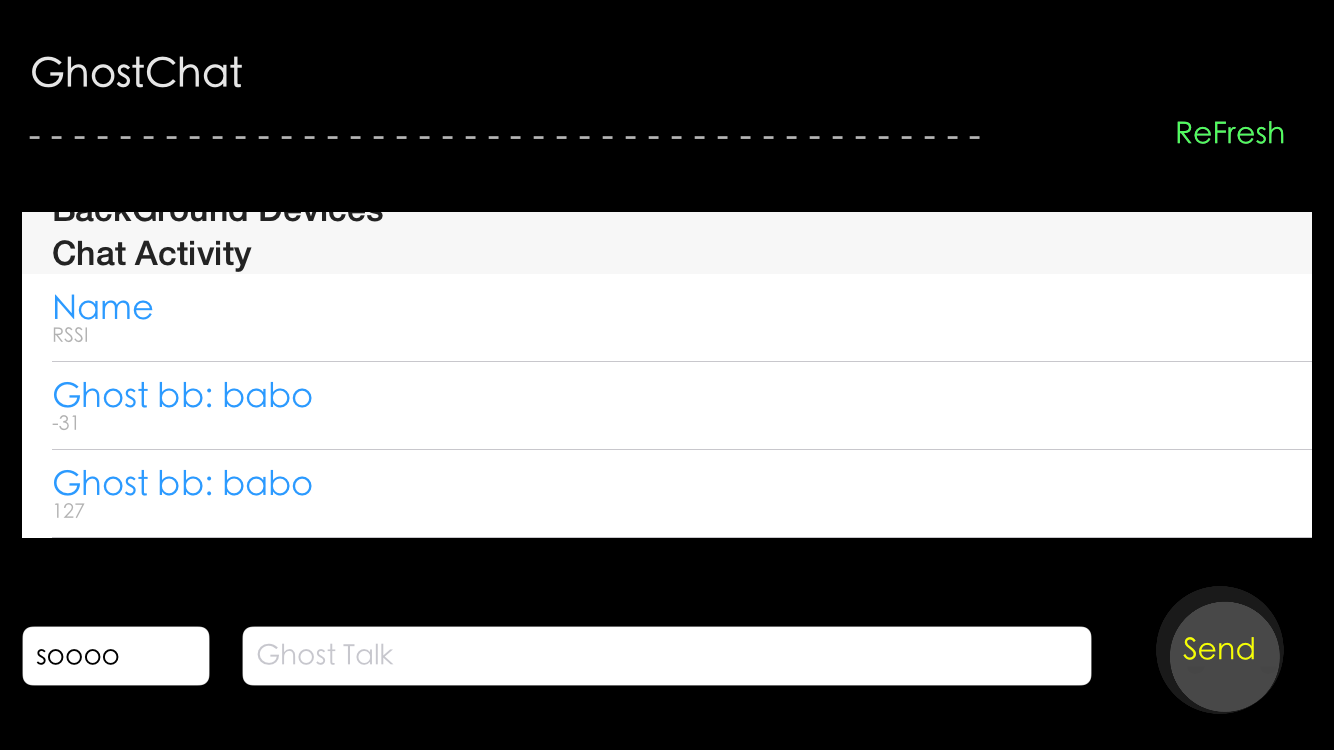 GhostChat
- - - - - - - - - - - - - - - - - - - - - - - - - - - - - - - - - - - - - - - - - -
ReFresh
BackGround Devices
Chat Activity
Name
RSSI
Ghost bb: babo
-31
Ghost bb: babo
127
soooo
Ghost Talk
Send